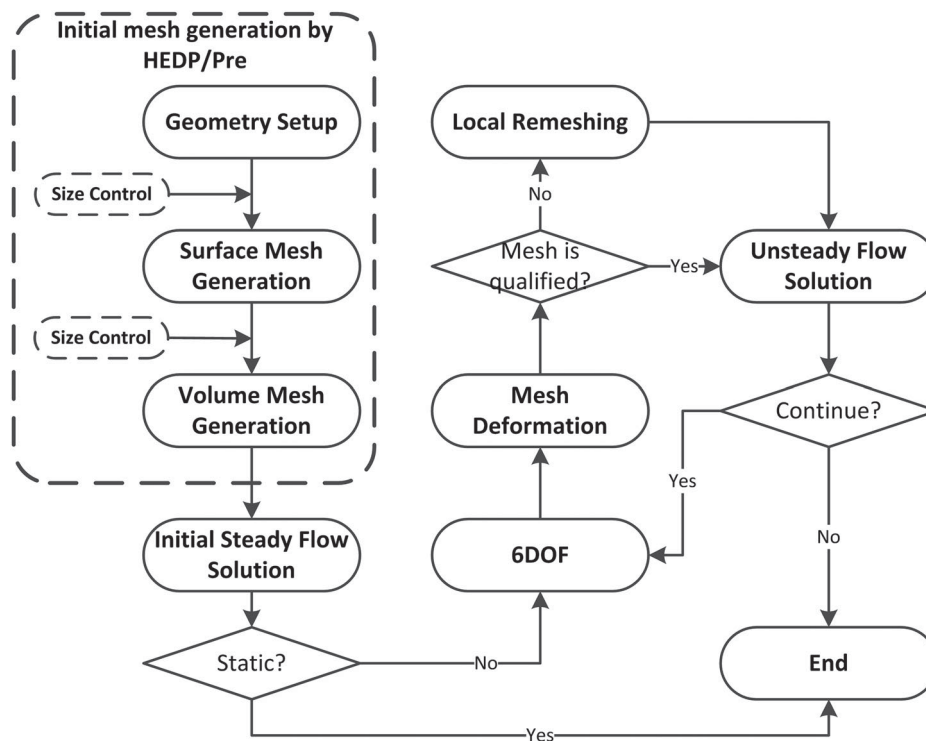 Initial mesh generation by
HEDP/Pre
Geometry Setup
Size Control
Surface Mesh
Generation
Size Control
Volume Mesh
Generation
Initial Steady Flow
Solution
Static?
No
Yes
6DOF
Mesh
Deformation
Mesh is
qualified?
No
Yes
Local Remeshing
Unsteady Flow
Solution
Continue?
Yes
No
End